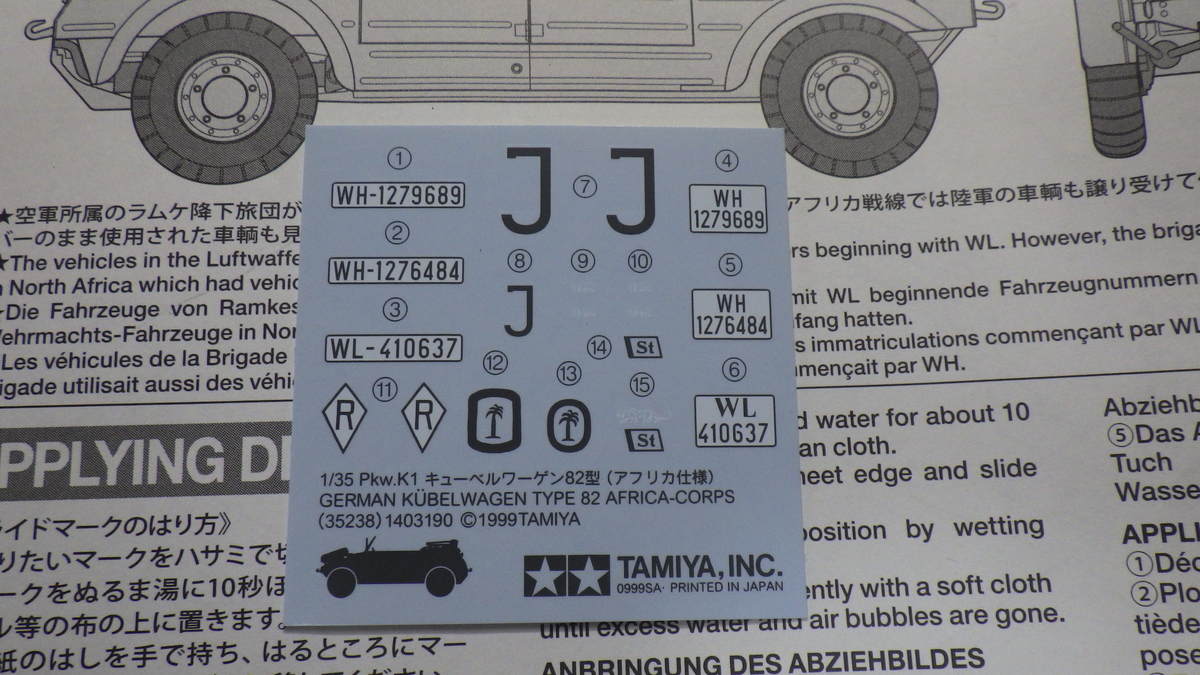 ★空軍所属のラムケ降下旅団が
バーのまま使用された車輌も見
★The vehicles in the Luftwaffe
North Africa which had vehic
Die Fahrzeuge von Ramkes
Wehrmachts-Fahrzeuge in Nor
Les véhicules de la Brigade
igade utilisait aussi des véhic
アフリカ戦線では陸軍の車輌も譲り受けて
rs beginning with WL. However, the briga
mit WL beginnende Fahrzeugnummern
fang hatten.
s immatriculations commençant par WL
mençait par WH.
① ⑦ ④
WH-1279689 J J WH
1279689
②
WH-1276484 ⑧ ⑨ ⑩ ⑤
J WH
1276484
③
WL-410637 ⑭ St
⑪ ⑫ ⑬ ⑮ ⑥
R R St WL
410637
1/35 Pkw.K1 キューベルワーゲン82型 (アフリカ仕様)
GERMAN KÜBELWAGEN TYPE 82 AFRICA-CORPS
(35238) 1403190 ©1999 TAMIYA
TAMIYA, INC.
0999SA· PRINTED IN JAPAN
PPLYING DE
イドマークのはり方》
りたいマークをハサミで切
ークをぬるま湯に10秒ほ
ル等の布の上に置きます。
紙のはしを手で持ち、はるところにマー
d water for about 10
an cloth.
heet edge and slide
position by wetting
ently with a soft cloth
until excess water and air bubbles are gone.
ANBRINGUNG DES ABZIEHBILDES
Abziehb
⑤Das A
Tuch
Wasse
APPLI
①Déc
②Plo
tiède
pose